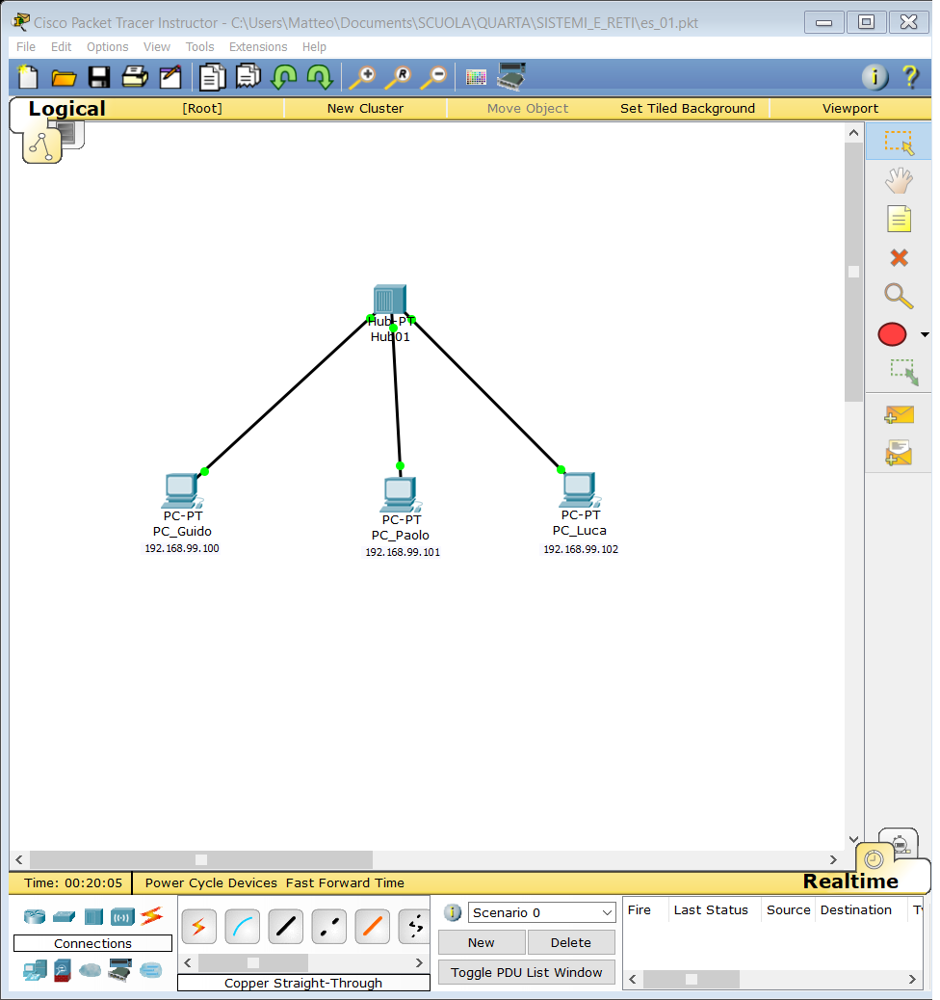 Cisco Packet Tracer Instructor - C:\Users\Matteo\Documents\SCUOLA\QUARTA\SISTEMI_E_RETI\es_01.pkt
File Edit Options View Tools Extensions Help
Logical [Root] New Cluster Move Object Set Tiled Background Viewport
Hub-PT
Hub01
PC-PT
PC_Guido
192.168.99.100
PC-PT
PC_Paolo
192.168.99.101
PC-PT
PC_Luca
192.168.99.102
Realtime
Time: 00:20:05 Power Cycle Devices Fast Forward Time
Connections
Copper Straight-Through
Scenario 0
New Delete
Toggle PDU List Window
Fire Last Status Source Destination